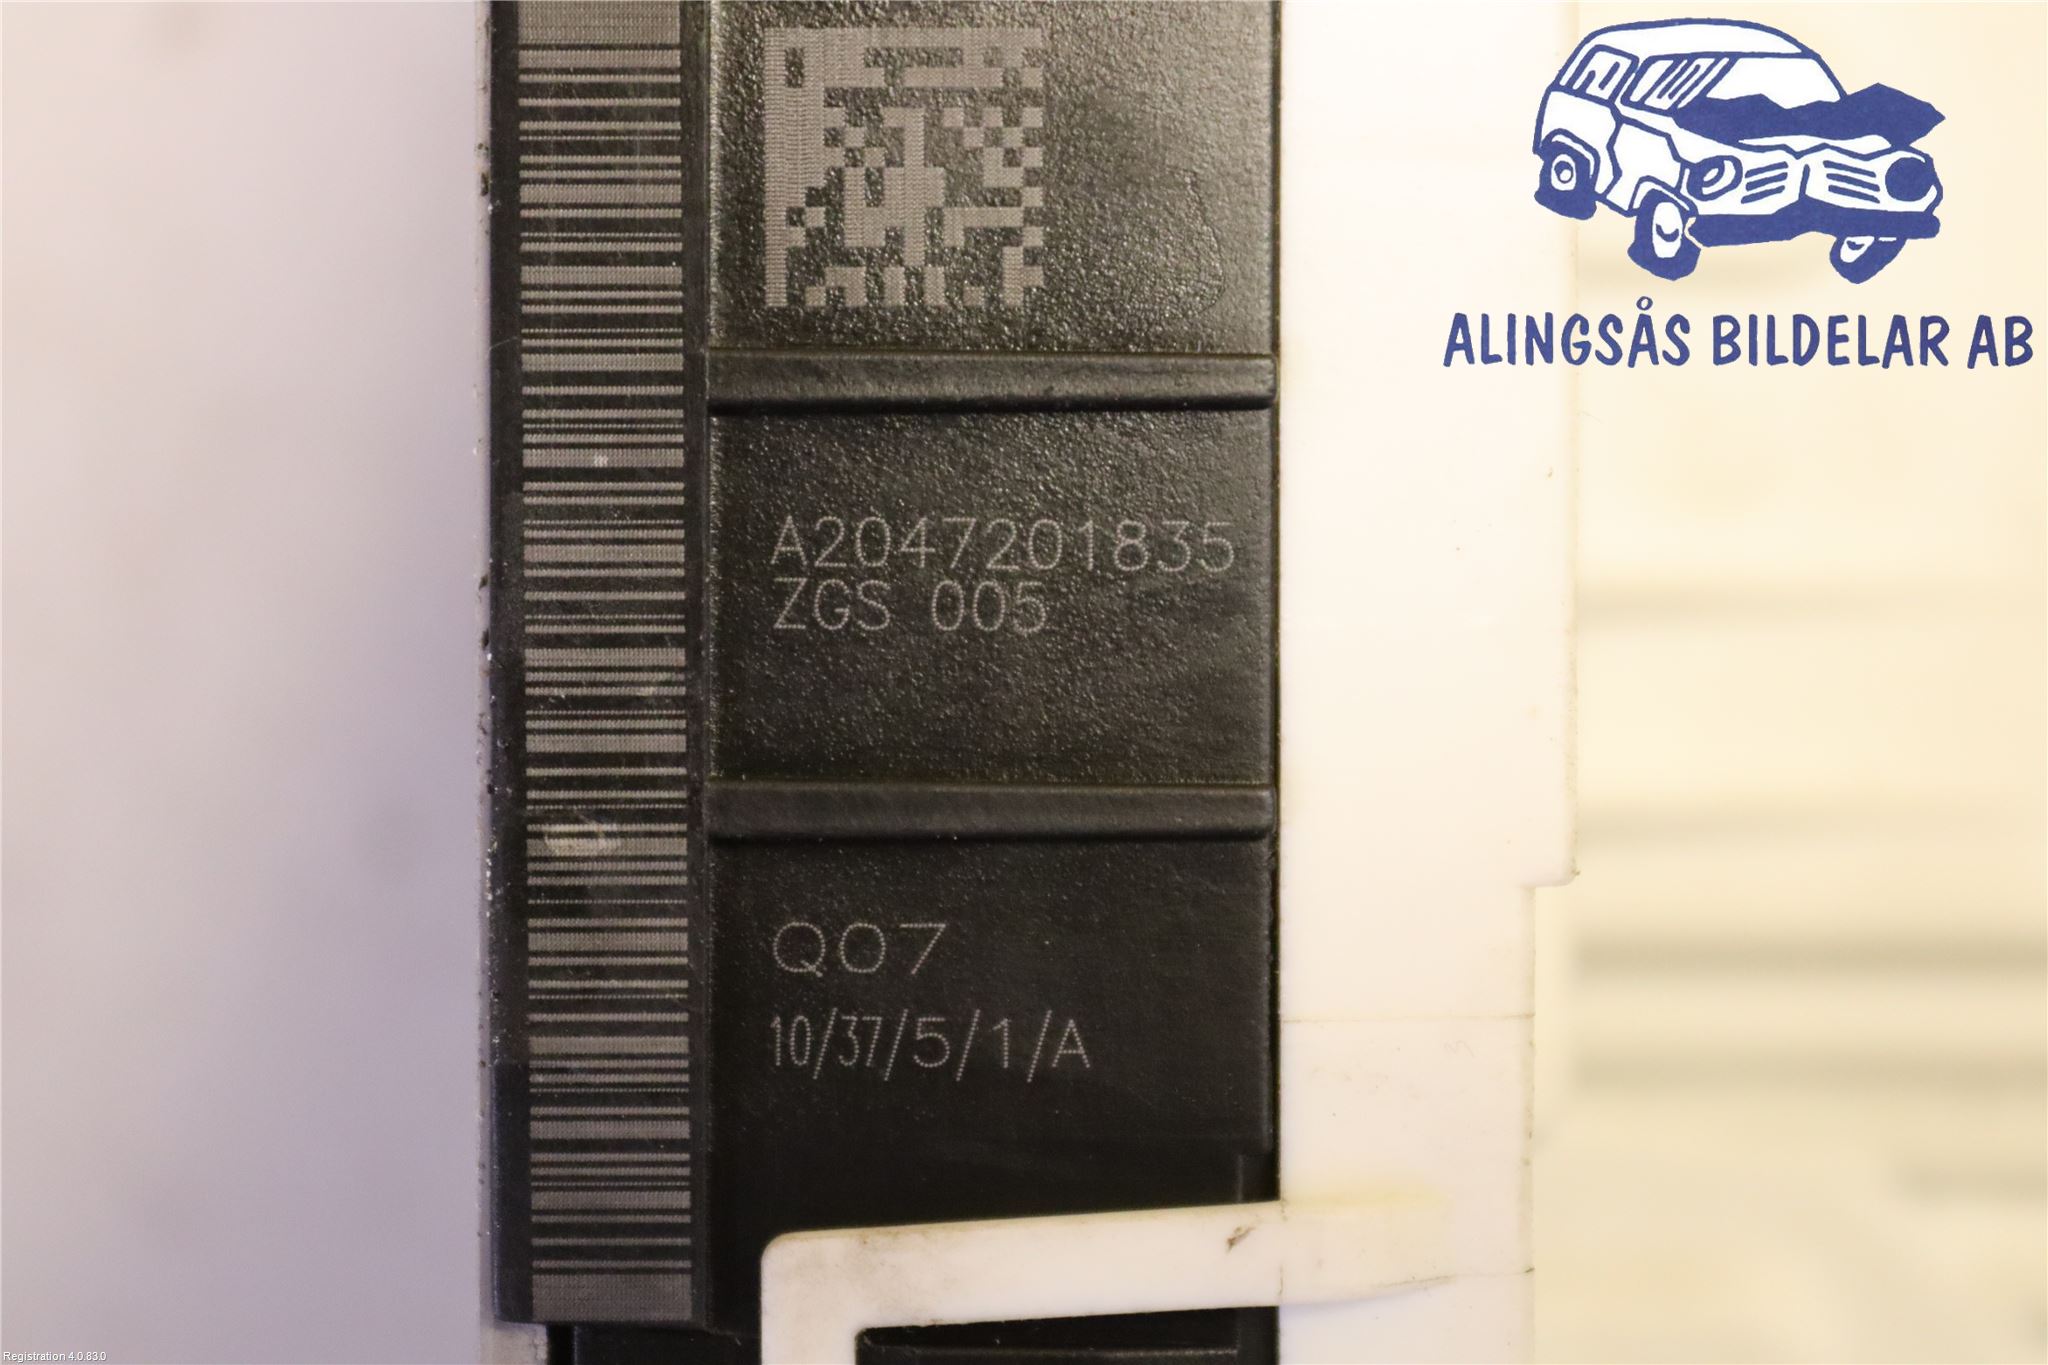 ALINGSÅS BILDELAR AB
A2047201835
ZGS 005
Q07
10/37/5/1/A
Registration 4.0.83.0